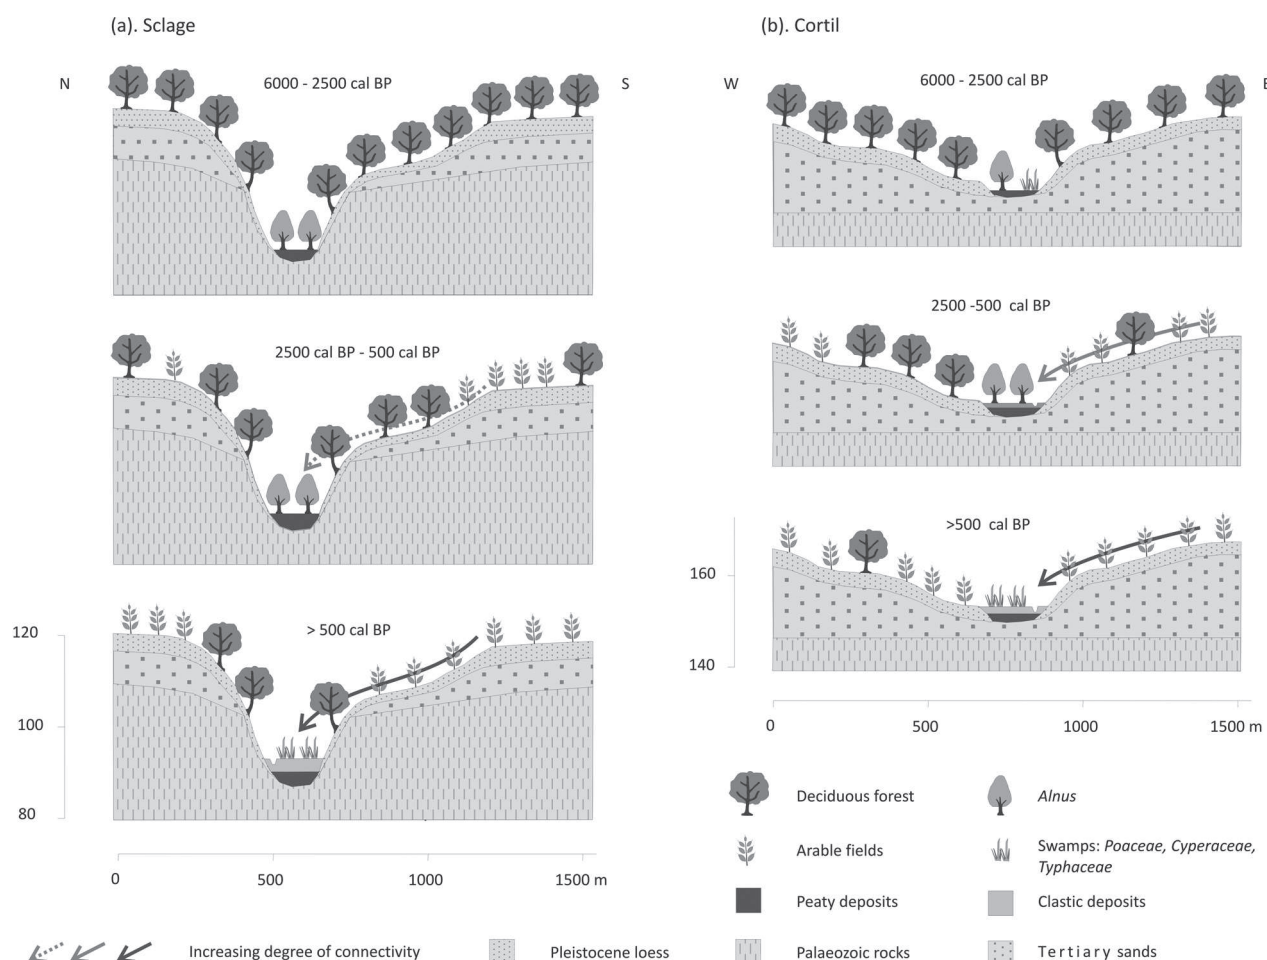 (a). Sclage
N
6000 - 2500 cal BP
S
2500 cal BP - 500 cal BP
> 500 cal BP
120
100
80
0
500
1000
1500 m
(b). Cortil
W
6000 - 2500 cal BP
E
2500 -500 cal BP
>500 cal BP
160
140
0
500
1000
1500 m
Deciduous forest
Alnus
Arable fields
Swamps: Poaceae, Cyperaceae,
Typhaceae
Peaty deposits
Clastic deposits
Increasing degree of connectivity
Pleistocene loess
Palaeozoic rocks
Tertiary sands